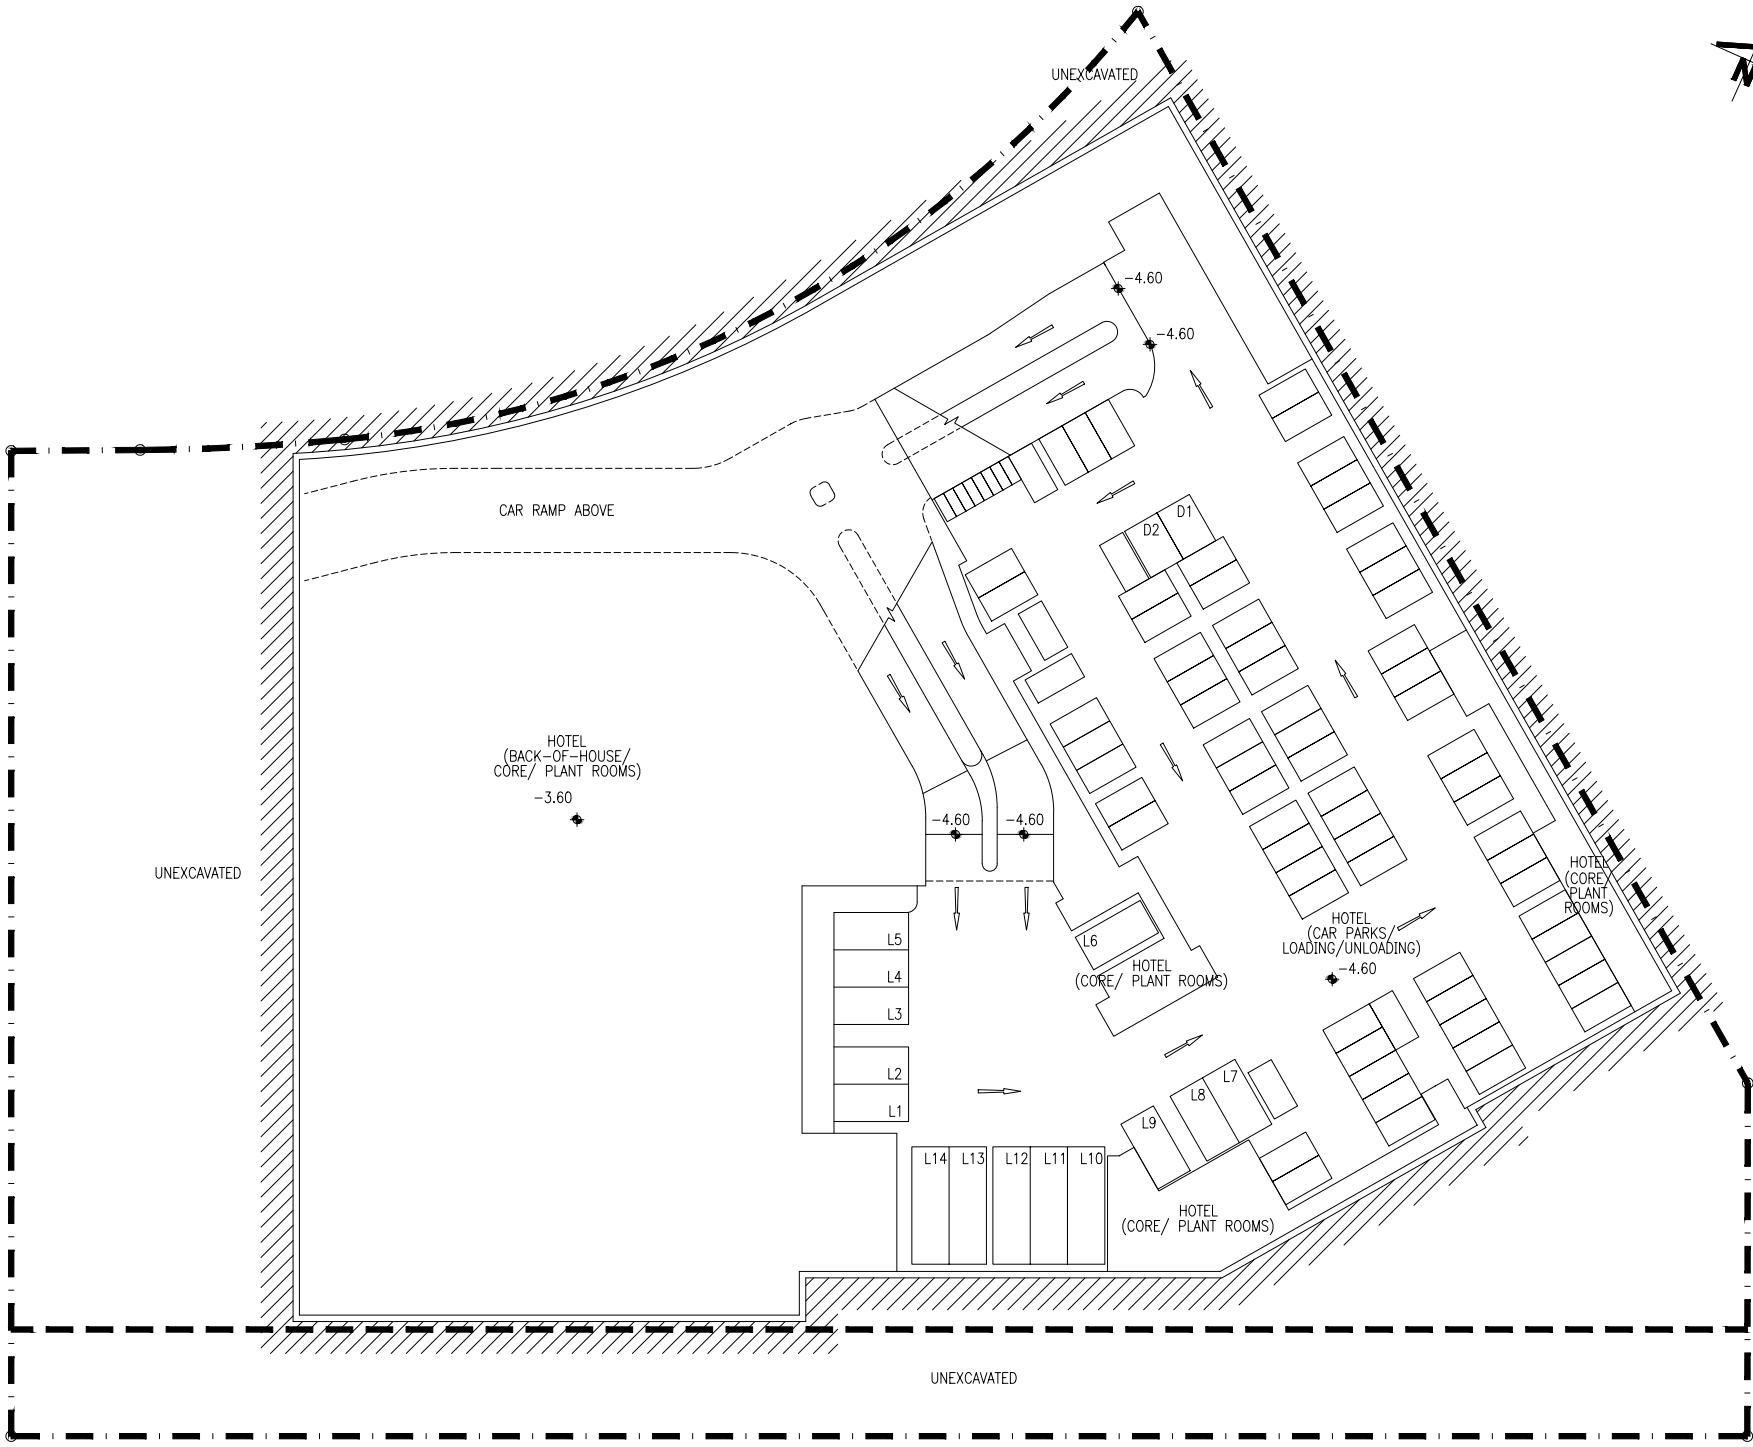 UNEXCAVATED
N
-4.60
-4.60
CAR RAMP ABOVE
D1
D2
HOTEL
(BACK-OF-HOUSE/
CORE/ PLANT ROOMS)
-3.60
-4.60
-4.60
UNEXCAVATED
HOTEL
(CORE/
PLANT
ROOMS)
HOTEL
(CAR PARKS/
LOADING/UNLOADING)
-4.60
L6
HOTEL
(CORE/ PLANT ROOMS)
L5
L4
L3
L2
L1
L7
L8
L9
L14
L13
L12
L11
L10
HOTEL
(CORE/ PLANT ROOMS)
UNEXCAVATED